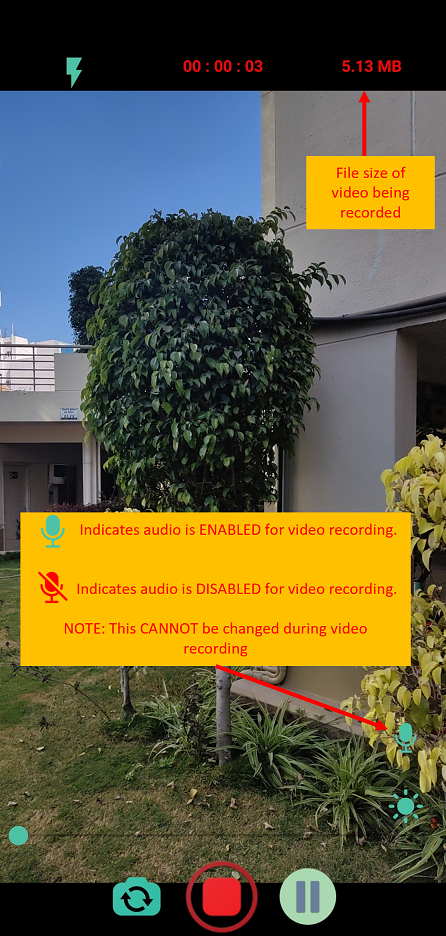 00 : 00 : 03 5.13 MB
File size of
video being
recorded
Indicates audio is ENABLED for video recording.
Indicates audio is DISABLED for video recording.
NOTE: This CANNOT be changed during video
recording